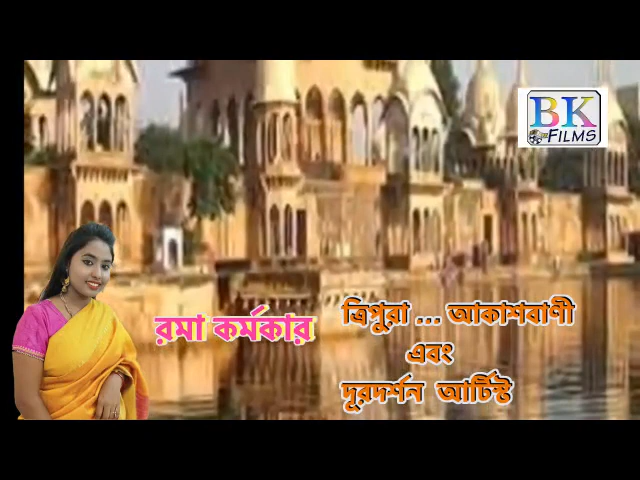 BK
FILMS
রমা কর্মকার
ত্রিপুরা ... আকাশবাণী
এবং
দূরদর্শন আর্টিস্ট